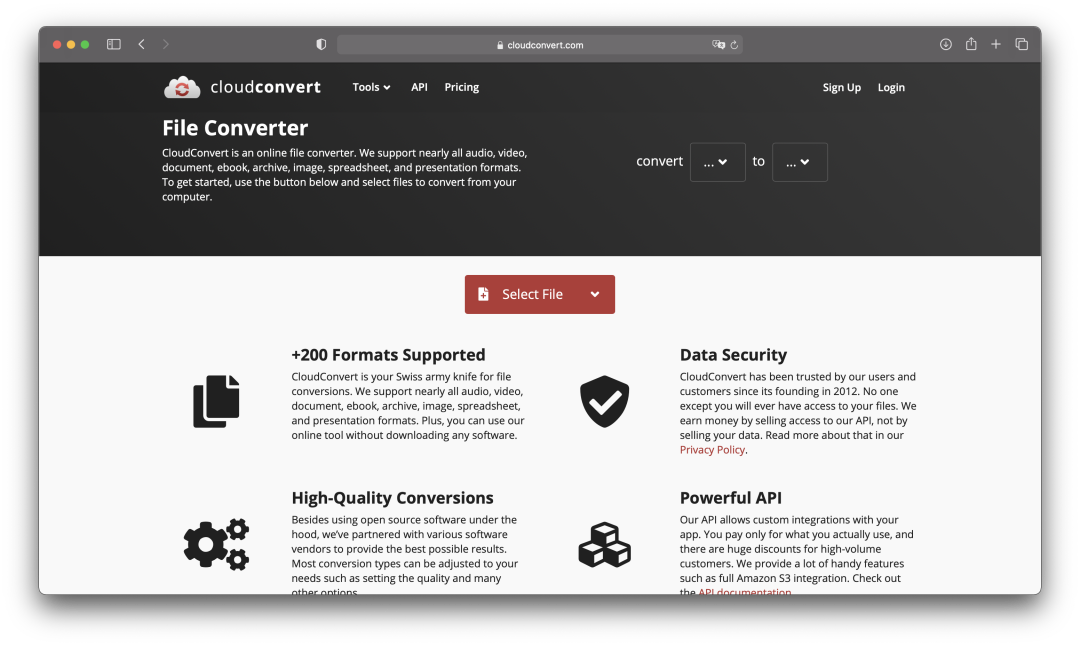 cloudconvert.com
cloudconvert
Tools
API
Pricing
Sign Up
Login
File Converter
CloudConvert is an online file converter. We support nearly all audio, video,
document, ebook, archive, image, spreadsheet, and presentation formats.
To get started, use the button below and select files to convert from your
computer.
convert
...
to
...
Select File
+200 Formats Supported
CloudConvert is your Swiss army knife for file
conversions. We support nearly all audio, video,
document, ebook, archive, image, spreadsheet,
and presentation formats. Plus, you can use our
online tool without downloading any software.
Data Security
CloudConvert has been trusted by our users and
customers since its founding in 2012. No one
except you will ever have access to your files. We
earn money by selling access to our API, not by
selling your data. Read more about that in our
Privacy Policy.
High-Quality Conversions
Besides using open source software under the
hood, we've partnered with various software
vendors to provide the best possible results.
Most conversion types can be adjusted to your
needs such as setting the quality and many
other options.
Powerful API
Our API allows custom integrations with your
app. You pay only for what you actually use, and
there are huge discounts for high-volume
customers. We provide a lot of handy features
such as full Amazon S3 integration. Check out
the API documentation.